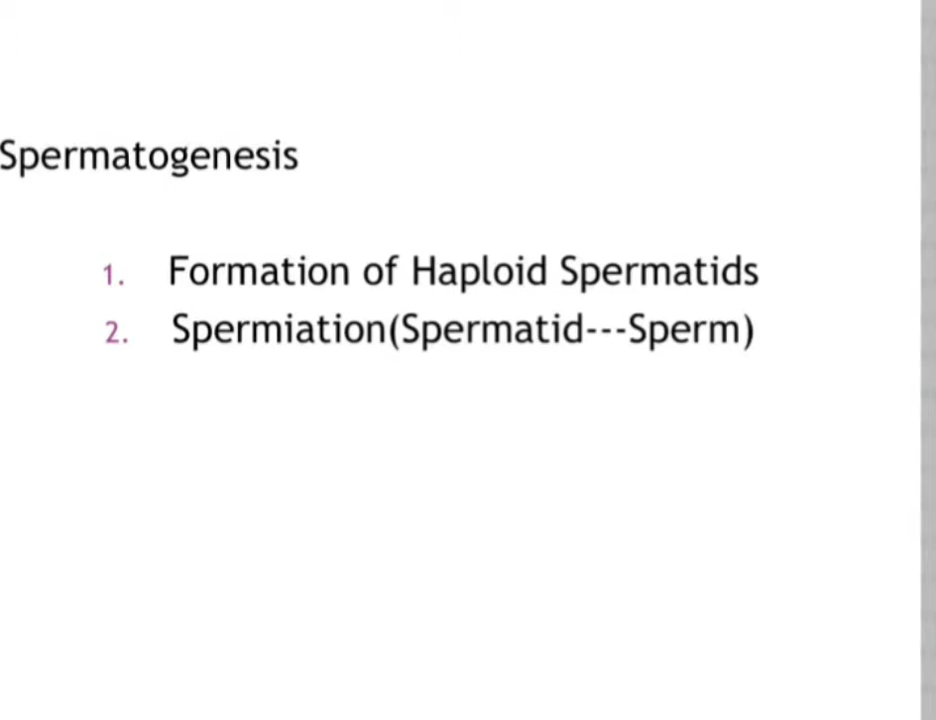 Spermatogenesis
1. Formation of Haploid Spermatids
2. Spermiation(Spermatid---Sperm)